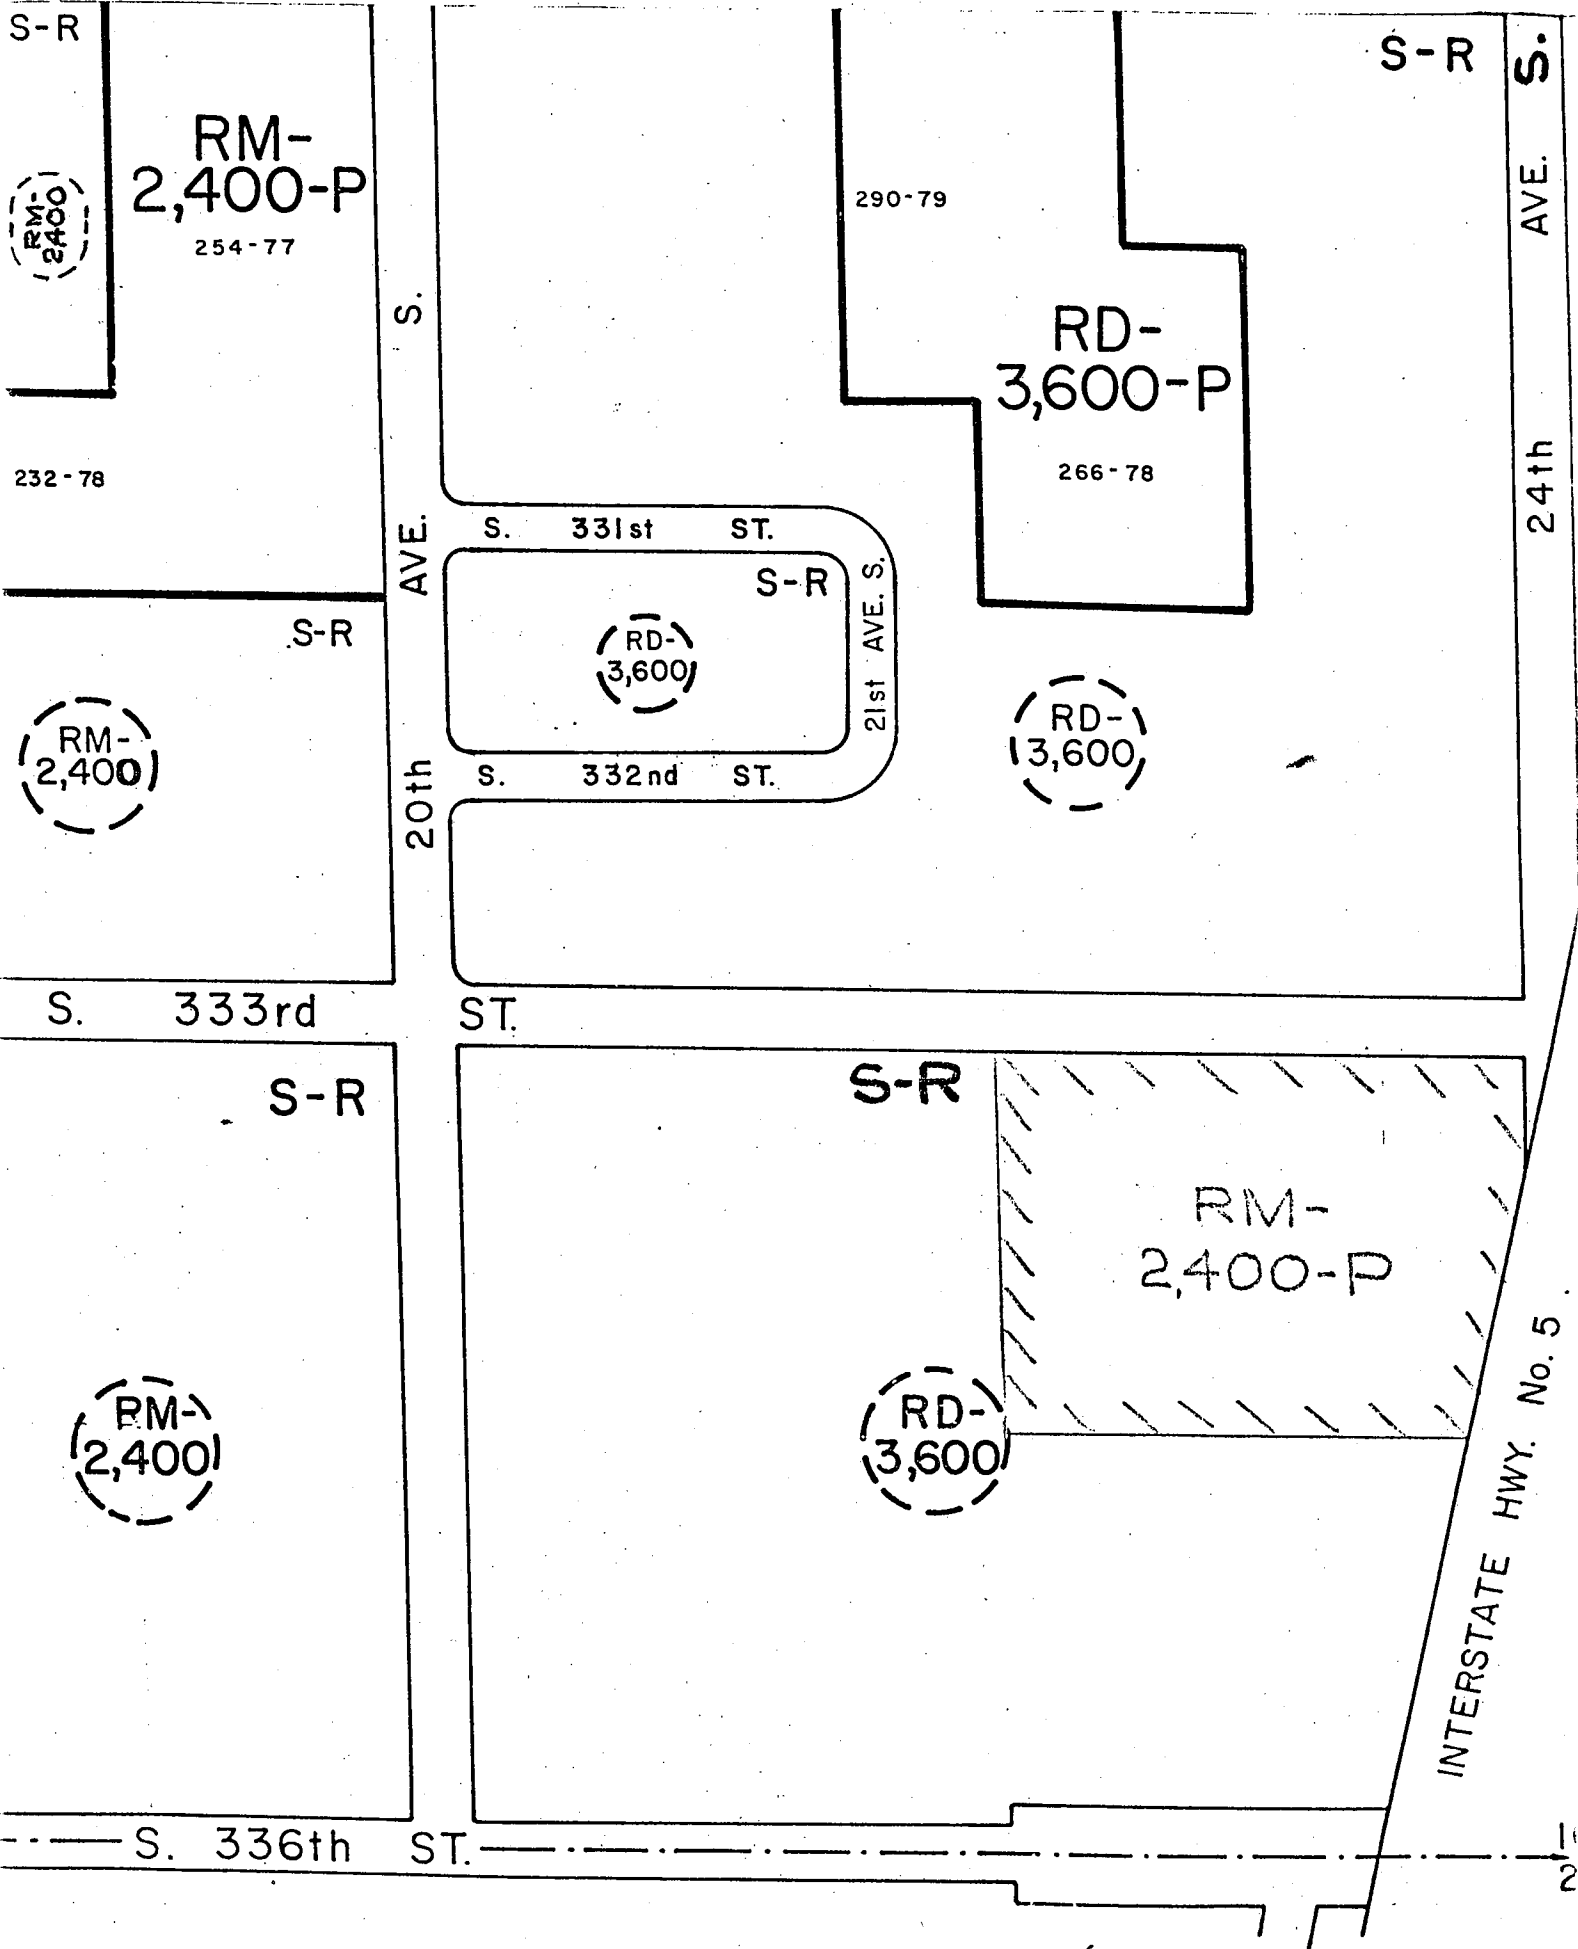 S-R
S-R
AVE. S.
RM-
2,400-P
254-77
RM-
2400
290-79
S.
RD-
3,600-P
266-78
232-78
24th
AVE.
S. 331st ST.
S-R
21st AVE. S.
S-R
RD-
3,600
RM-
2,400
RD-
3,600
20th
S. 332nd ST.
S. 333rd ST.
S-R
S-R
RM-
2,400-P
RM-
2,400
RD-
3,600
INTERSTATE HWY. No. 5
S. 336th ST.